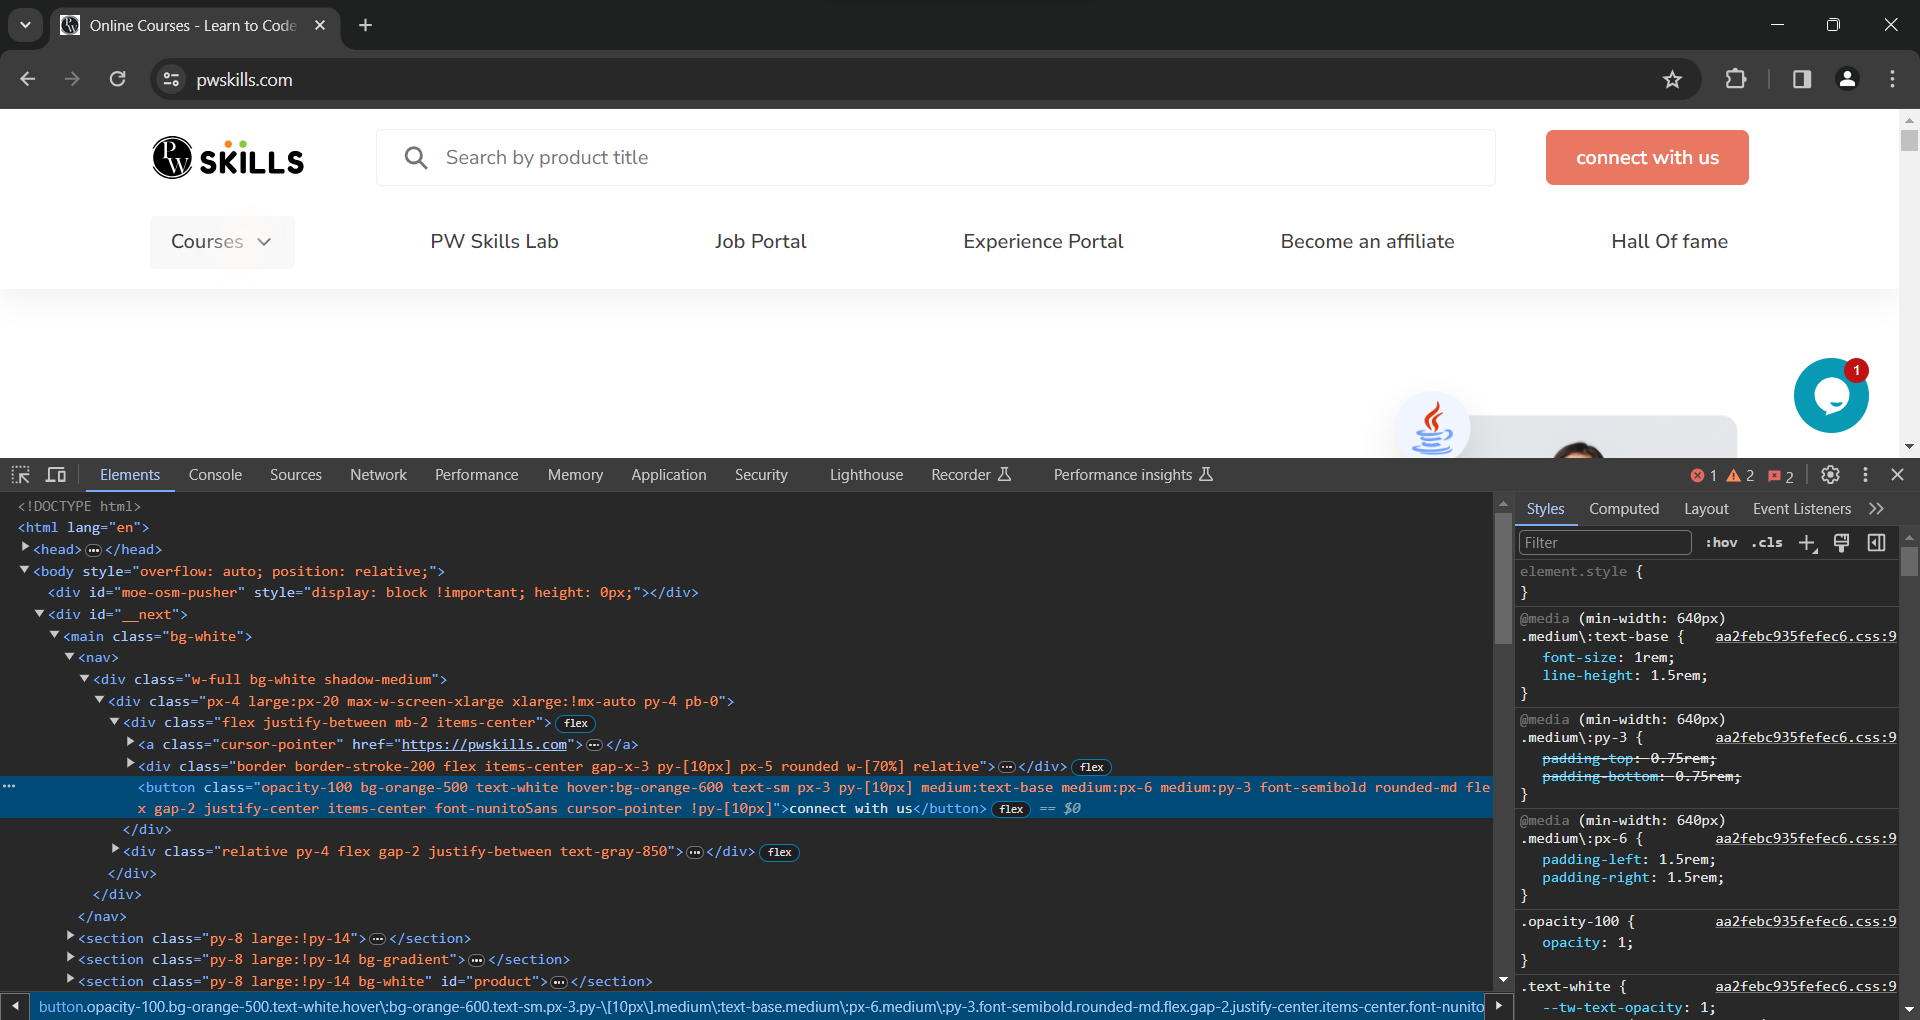 Online Courses - Learn to Code
pwskills.com
PW SKILLS
Search by product title
connect with us
Courses
PW Skills Lab
Job Portal
Experience Portal
Become an affiliate
Hall Of fame
1
Elements Console Sources Network Performance Memory Application Security Lighthouse Recorder Performance insights 1 2 2
<!DOCTYPE html>
<html lang="en">
<head>…</head>
<body style="overflow: auto; position: relative;">
<div id="moe-osm-pusher" style="display: block !important; height: 0px;"></div>
<div id="__next">
<main class="bg-white">
<nav>
<div class="w-full bg-white shadow-medium">
<div class="px-4 large:px-20 max-w-screen-xlarge xlarge:!mx-auto py-4 pb-0">
<div class="flex justify-between mb-2 items-center"> flex
<a class="cursor-pointer" href="https://pwskills.com">…</a>
<div class="border border-stroke-200 flex items-center gap-x-3 py-[10px] px-5 rounded w-[70%] relative">…</div> flex
<button class="opacity-100 bg-orange-500 text-white hover:bg-orange-600 text-sm px-3 py-[10px] medium:text-base medium:px-6 medium:py-3 font-semibold rounded-md fle
x gap-2 justify-center items-center font-nunitoSans cursor-pointer !py-[10px]">connect with us</button> flex == $0
</div>
<div class="relative py-4 flex gap-2 justify-between text-gray-850">…</div> flex
</div>
</div>
</nav>
<section class="py-8 large:!py-14">…</section>
<section class="py-8 large:!py-14 bg-gradient">…</section>
<section class="py-8 large:!py-14 bg-white" id="product">…</section>
button.opacity-100.bg-orange-500.text-white.hover\:bg-orange-600.text-sm.px-3.py-\[10px\].medium\:text-base.medium\:px-6.medium\:py-3.font-semibold.rounded-md.flex.gap-2.justify-center.items-center.font-nunito
Styles Computed Layout Event Listeners
Filter :hov .cls
element.style {
}
@media (min-width: 640px)
.medium\:text-base { aa2febc935fefec6.css:9
font-size: 1rem;
line-height: 1.5rem;
}
@media (min-width: 640px)
.medium\:py-3 { aa2febc935fefec6.css:9
padding-top: 0.75rem;
padding-bottom: 0.75rem;
}
@media (min-width: 640px)
.medium\:px-6 { aa2febc935fefec6.css:9
padding-left: 1.5rem;
padding-right: 1.5rem;
}
.opacity-100 { aa2febc935fefec6.css:9
opacity: 1;
}
.text-white { aa2febc935fefec6.css:9
--tw-text-opacity: 1;